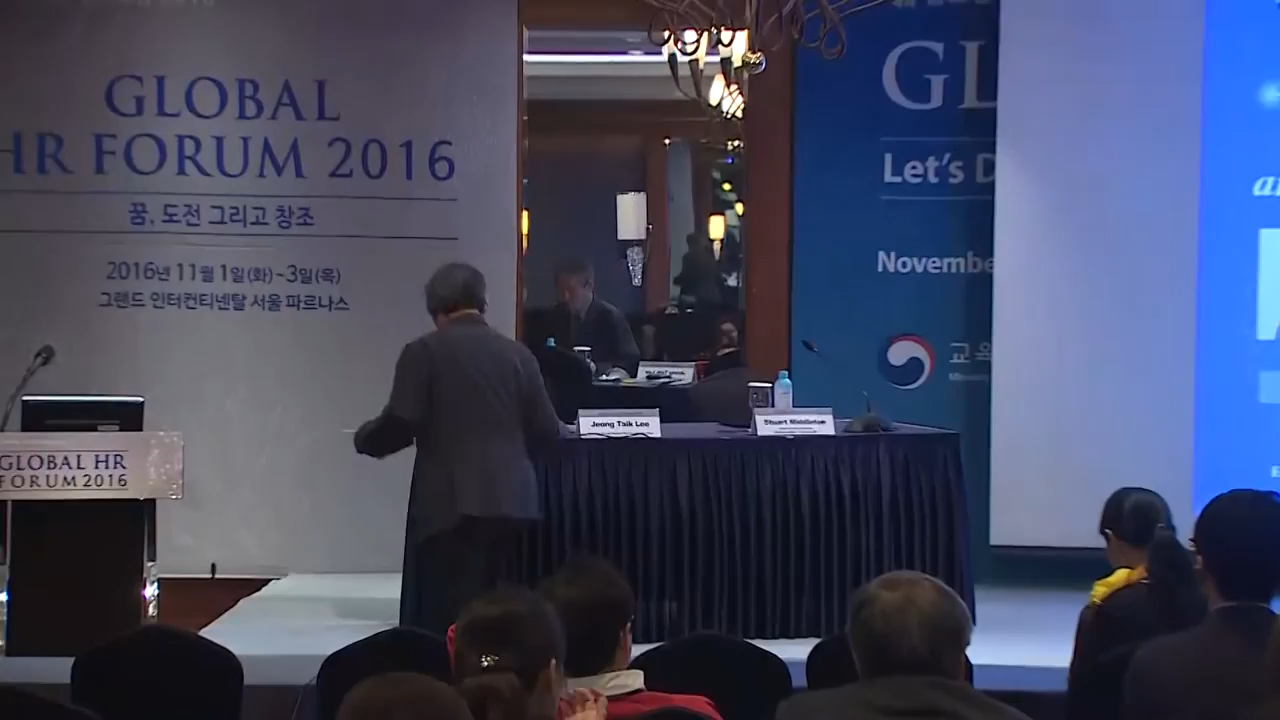 GLOBAL
HR FORUM 2016
꿈, 도전 그리고 창조
2016년 11월 1일(화)~3일(목)
그랜드 인터컨티넨탈 서울 파르나스
GLOBAL HR
FORUM 2016
Jeong Taik Lee
Stuart Middleton
GL
Let's D
Novembe
교육